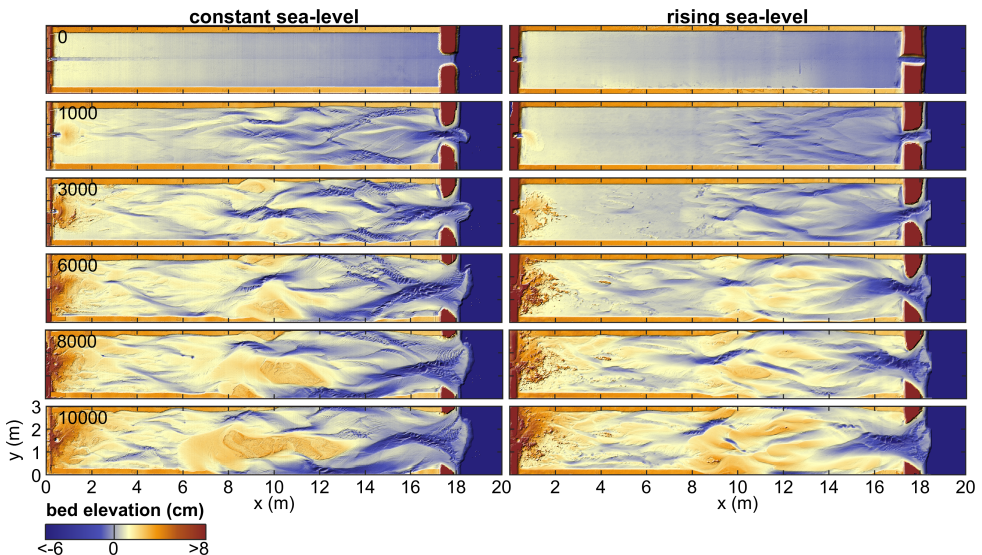 constant sea-level rising sea-level
0
1000
3000
6000
8000
10000
3
2
1
0
y (m)
0 2 4 6 8 10 12 14 16 18 20 2 4 6 8 10 12 14 16 18 20
x (m) x (m)
bed elevation (cm)
<-6 0 >8